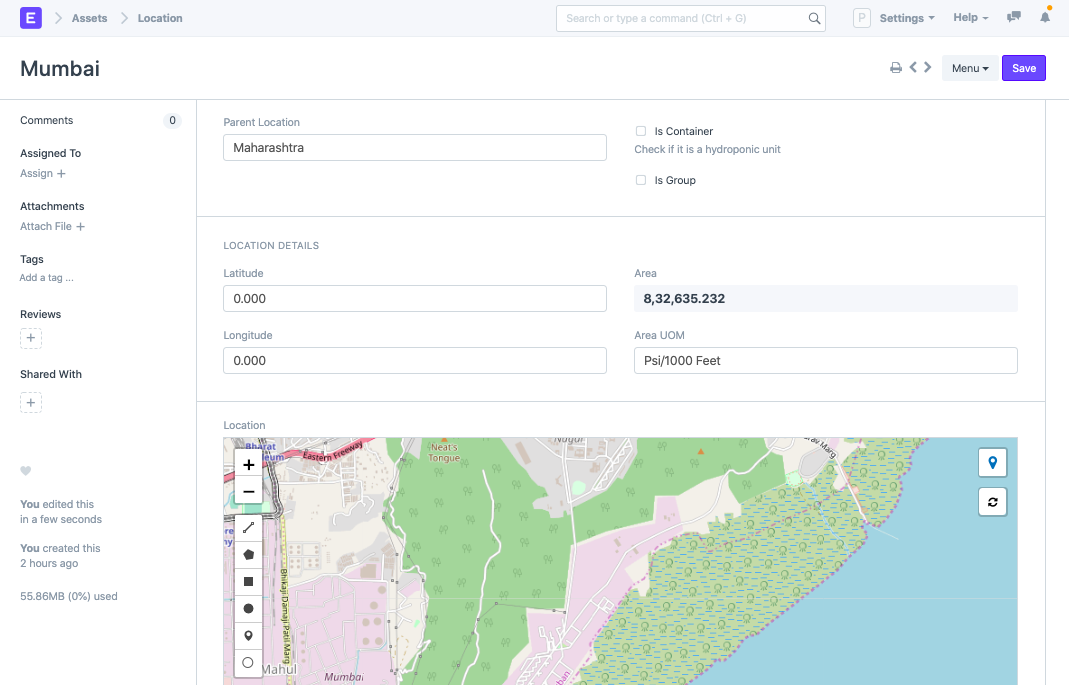 E Assets Location Search or type a command (Ctrl + G) P Settings Help
Mumbai Menu Save
Comments 0
Assigned To
Assign +
Attachments
Attach File +
Tags
Add a tag ...
Reviews
+
Shared With
+
You edited this
in a few seconds
You created this
2 hours ago
55.86MB (0%) used
Parent Location
Maharashtra
Is Container
Check if it is a hydroponic unit
Is Group
LOCATION DETAILS
Latitude
0.000
Longitude
0.000
Area
8,32,635.232
Area UOM
Psi/1000 Feet
Location
+
−
Bharat
Eastern Freeway
Neat's
Tongue
Nagar
Marg
Bhikaji Damaji Patil Marg
Mahul
Mumbai